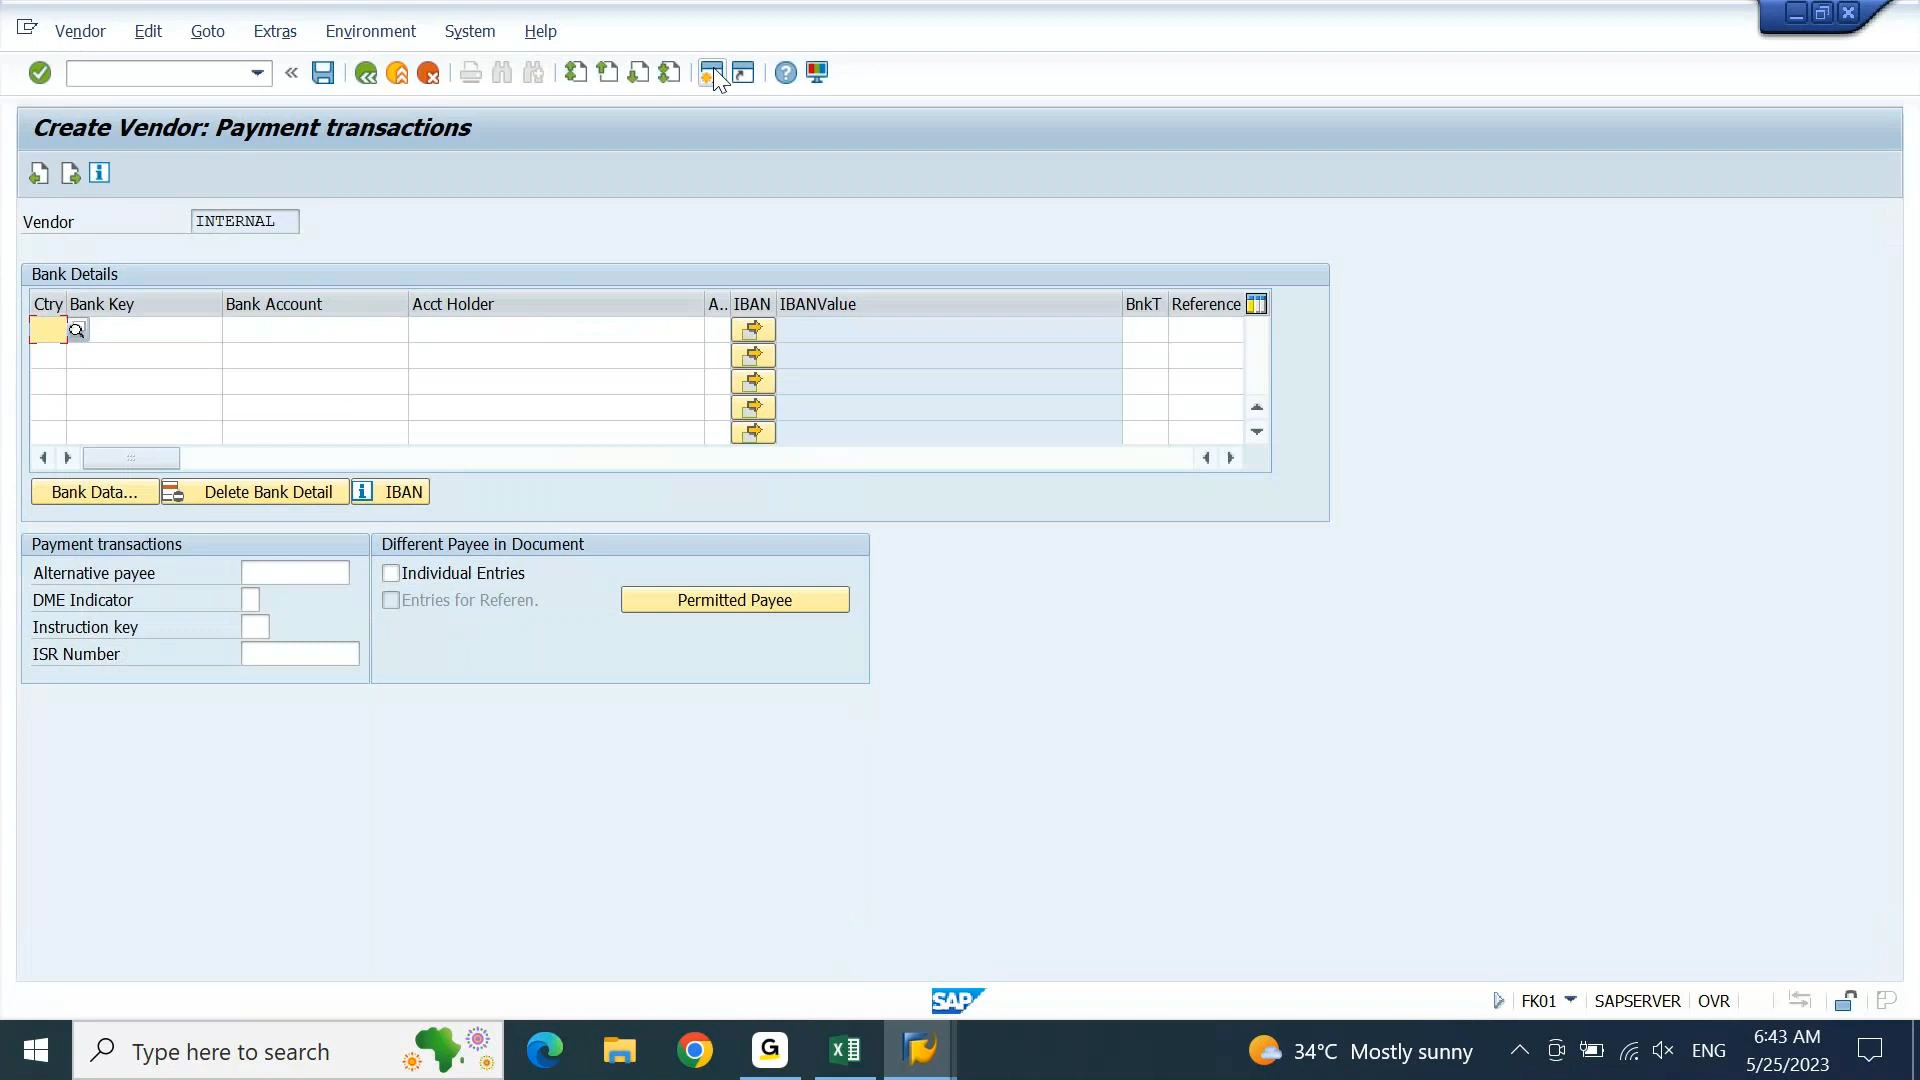 Vendor Edit Goto Extras Environment System Help
Create Vendor: Payment transactions
Vendor INTERNAL
Bank Details
Ctry Bank Key Bank Account Acct Holder A.. IBAN IBANValue BnkT Reference
Bank Data... Delete Bank Detail IBAN
Payment transactions Different Payee in Document
Alternative payee Individual Entries
DME Indicator Entries for Referen. Permitted Payee
Instruction key
ISR Number
SAP FK01 SAPSERVER OVR
Type here to search G 34°C Mostly sunny ENG 6:43 AM
5/25/2023